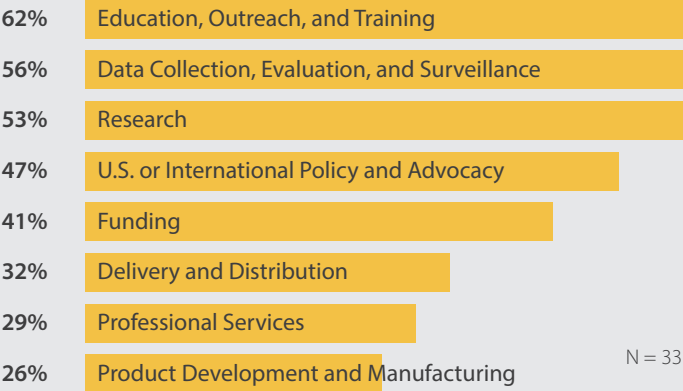 62% Education, Outreach, and Training
56% Data Collection, Evaluation, and Surveillance
53% Research
47% U.S. or International Policy and Advocacy
41% Funding
32% Delivery and Distribution
29% Professional Services
N = 33
26% Product Development and Manufacturing